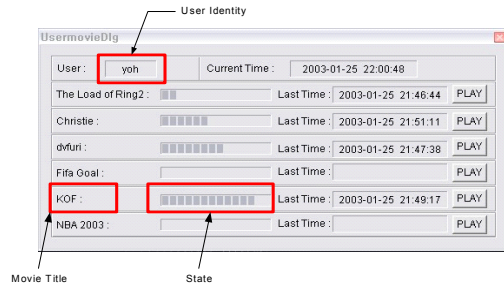 User Identity
UsermovieDlg
User : yoh Current Time : 2003-01-25 22:00:48
The Load of Ring2 : Last Time : 2003-01-25 21:46:44 PLAY
Christie : Last Time : 2003-01-25 21:51:11 PLAY
dvfuri : Last Time : 2003-01-25 21:47:38 PLAY
Fifa Goal : Last Time : PLAY
KOF : Last Time : 2003-01-25 21:49:17 PLAY
NBA 2003 : Last Time : PLAY
Movie Title State